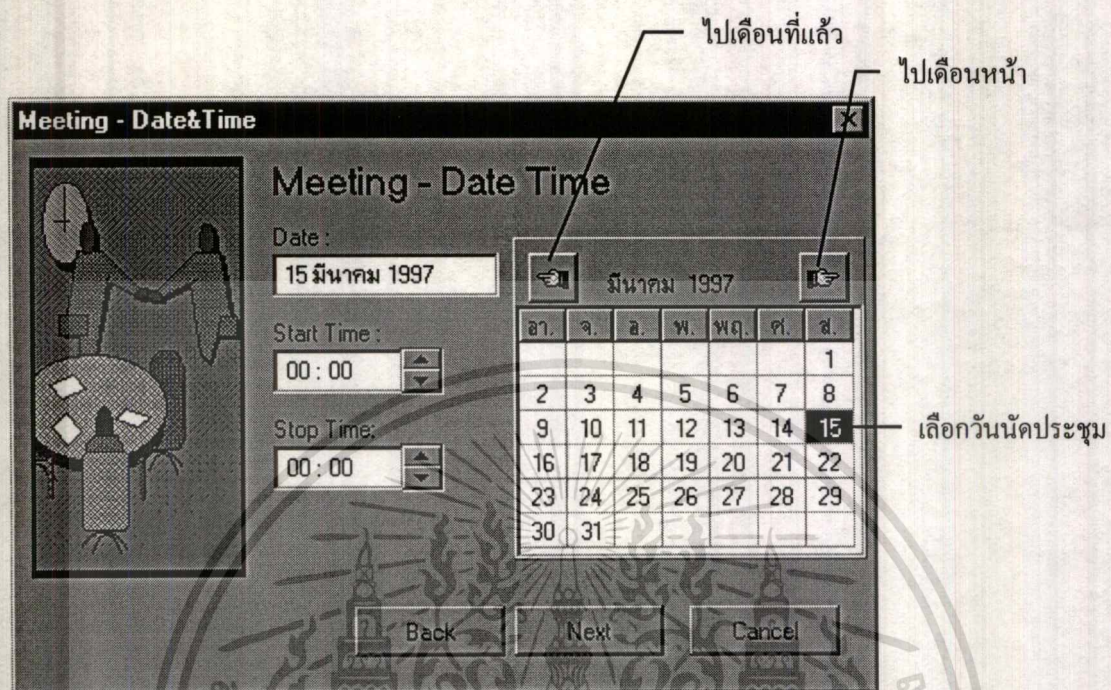 ไปเดือนที่แล้ว
ไปเดือนหน้า
Meeting - Date&Time
Meeting - Date Time
Date :
15 มีนาคม 1997
มีนาคม 1997
Start Time :
00 : 00
อา. จ. อ. พ. พฤ. ศ. ส.
1
2 3 4 5 6 7 8
Stop Time:
9 10 11 12 13 14 15
เลือกวันนัดประชุม
00 : 00
16 17 18 19 20 21 22
23 24 25 26 27 28 29
30 31
Back Next Cancel